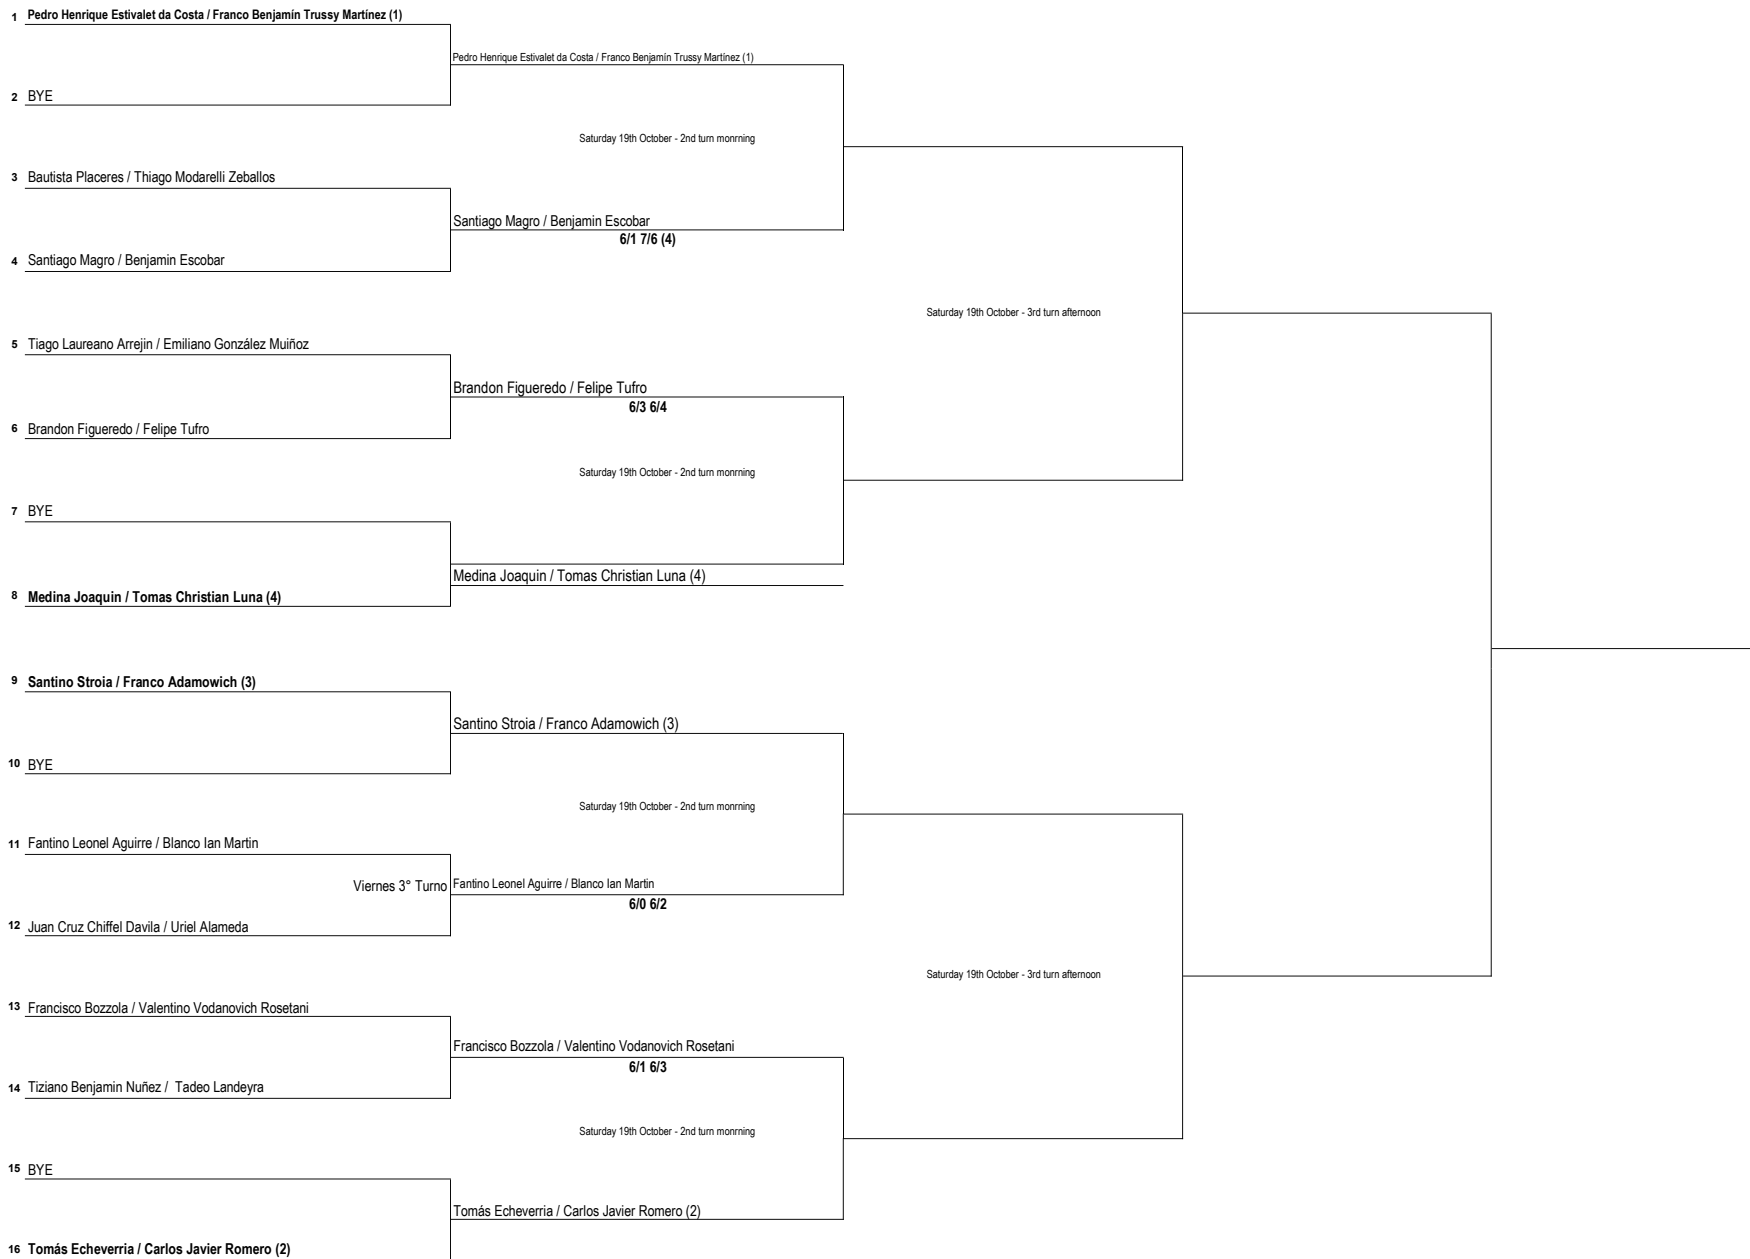 1 Pedro Henrique Estivalet da Costa / Franco Benjamín Trussy Martínez (1)
Pedro Henrique Estivalet da Costa / Franco Benjamín Trussy Martínez (1)
2 BYE
Saturday 19th October - 2nd turn monrning
3 Bautista Placeres / Thiago Modarelli Zeballos
Santiago Magro / Benjamin Escobar
6/1 7/6 (4)
4 Santiago Magro / Benjamin Escobar
Saturday 19th October - 3rd turn afternoon
5 Tiago Laureano Arrejin / Emiliano González Muiñoz
Brandon Figueredo / Felipe Tufro
6/3 6/4
6 Brandon Figueredo / Felipe Tufro
Saturday 19th October - 2nd turn monrning
7 BYE
Medina Joaquin / Tomas Christian Luna (4)
8 Medina Joaquin / Tomas Christian Luna (4)
9 Santino Stroia / Franco Adamowich (3)
Santino Stroia / Franco Adamowich (3)
10 BYE
Saturday 19th October - 2nd turn monrning
11 Fantino Leonel Aguirre / Blanco Ian Martin
Viernes 3° Turno Fantino Leonel Aguirre / Blanco Ian Martin
6/0 6/2
12 Juan Cruz Chiffel Davila / Uriel Alameda
Saturday 19th October - 3rd turn afternoon
13 Francisco Bozzola / Valentino Vodanovich Rosetani
Francisco Bozzola / Valentino Vodanovich Rosetani
6/1 6/3
14 Tiziano Benjamin Nuñez / Tadeo Landeyra
Saturday 19th October - 2nd turn monrning
15 BYE
Tomás Echeverria / Carlos Javier Romero (2)
16 Tomás Echeverria / Carlos Javier Romero (2)